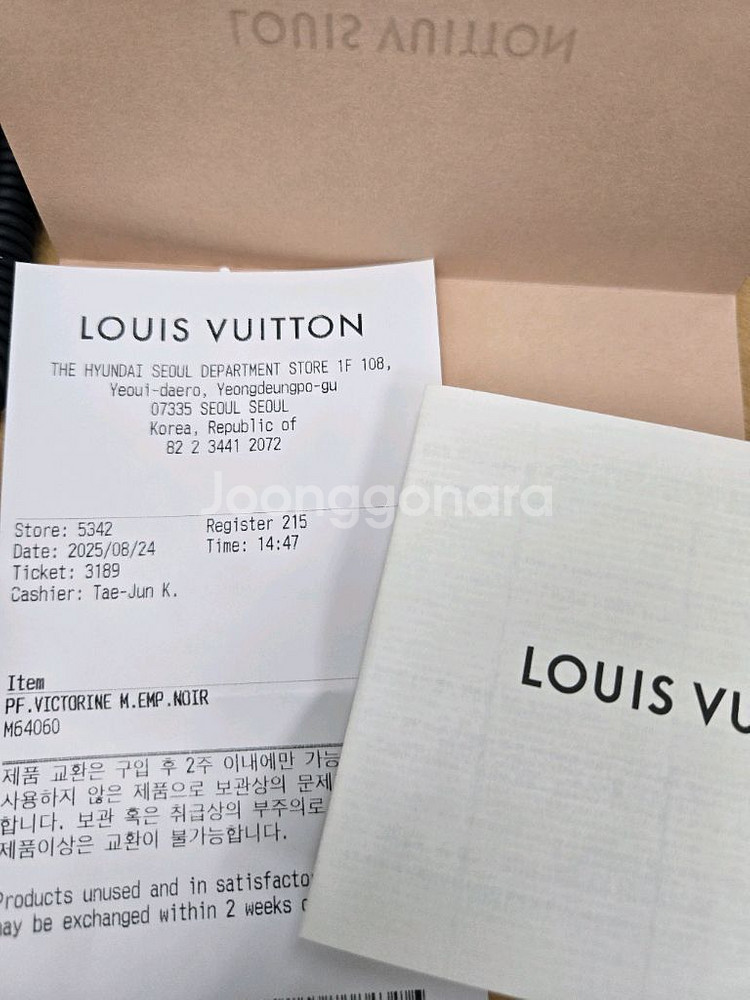 LOUIS VUITTON
LOUIS VUITTON
THE HYUNDAI SEOUL DEPARTMENT STORE 1F 108,
Yeoui-daero, Yeongdeungpo-gu
07335 SEOUL SEOUL
Korea, Republic of
82 2 3441 2072
Joonggonara
Store: 5342 Register 215
Date: 2025/08/24 Time: 14:47
Ticket: 3189
Cashier: Tae-Jun K.
Item
PF.VICTORINE M.EMP.NOIR
M64060
제품 교환은 구입 후 2주 이내에만 가능
사용하지 않은 제품으로 보관상의 문제
합니다. 보관 혹은 취급상의 부주의로
제품이상은 교환이 불가능합니다.
Products unused and in satisfacto
may be exchanged within 2 weeks
LOUIS VU